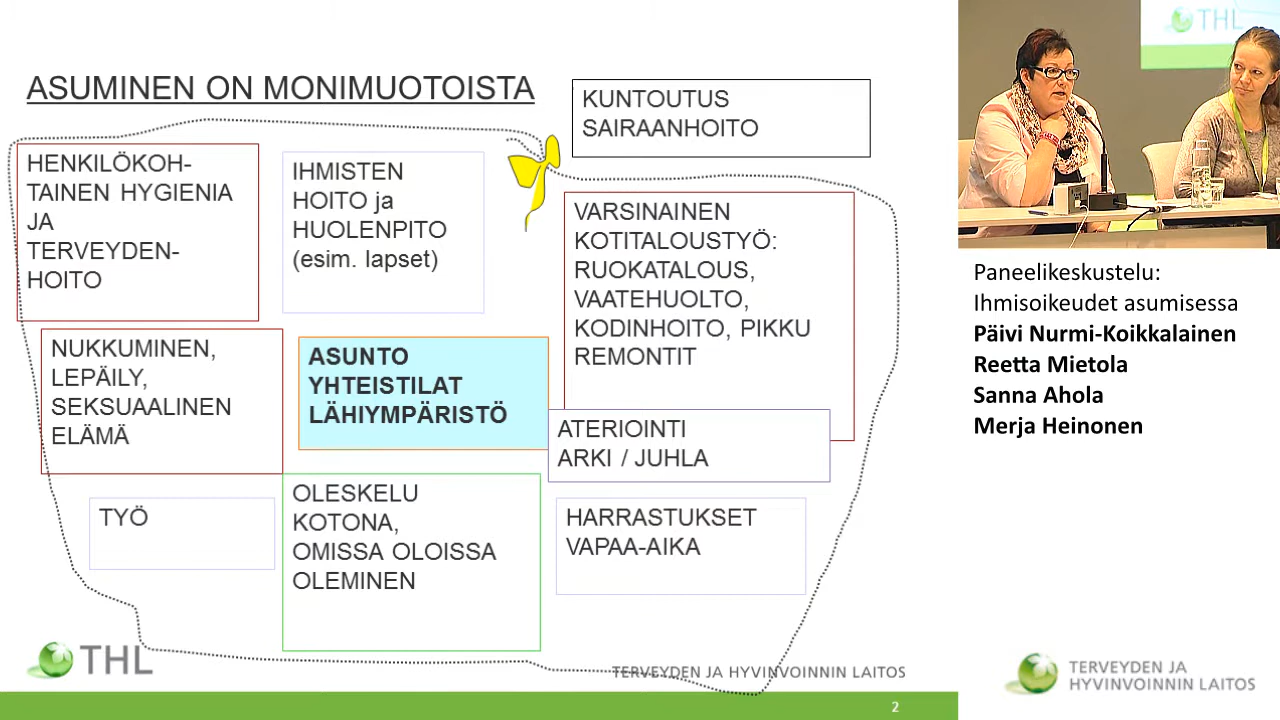 ASUMINEN ON MONIMUOTOISTA
KUNTOUTUS
SAIRAANHOITO
HENKILÖKOH-
TAINEN HYGIENIA
JA
TERVEYDEN-
HOITO
IHMISTEN
HOITO ja
HUOLENPITO
(esim. lapset)
VARSINAINEN
KOTITALOUSTYÖ:
RUOKATALOUS,
VAATEHUOLTO,
KODINHOITO, PIKKU
REMONTIT
NUKKUMINEN,
LEPÄILY,
SEKSUAALINEN
ELÄMÄ
ASUNTO
YHTEISTILAT
LÄHIYMPÄRISTÖ
ATERIOINTI
ARKI / JUHLA
TYÖ
OLESKELU
KOTONA,
OMISSA OLOISSA
OLEMINEN
HARRASTUKSET
VAPAA-AIKA
THL
TERVEYDEN JA HYVINVOINNIN LAITOS
2
THL
Paneelikeskustelu:
Ihmisoikeudet asumisessa
Päivi Nurmi-Koikkalainen
Reetta Mietola
Sanna Ahola
Merja Heinonen
TERVEYDEN JA
HYVINVOINNIN LAITOS